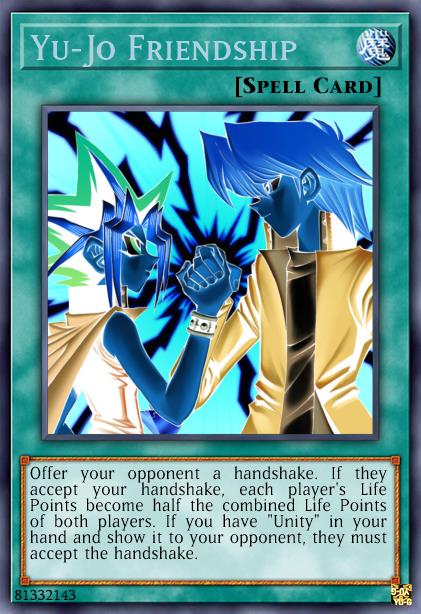 Yu-Jo Friendship
魔
[Spell Card]
Offer your opponent a handshake. If they
accept your handshake, each player's Life
Points become half the combined Life Points
of both players. If you have "Unity" in your
hand and show it to your opponent, they must
accept the handshake.
81332143